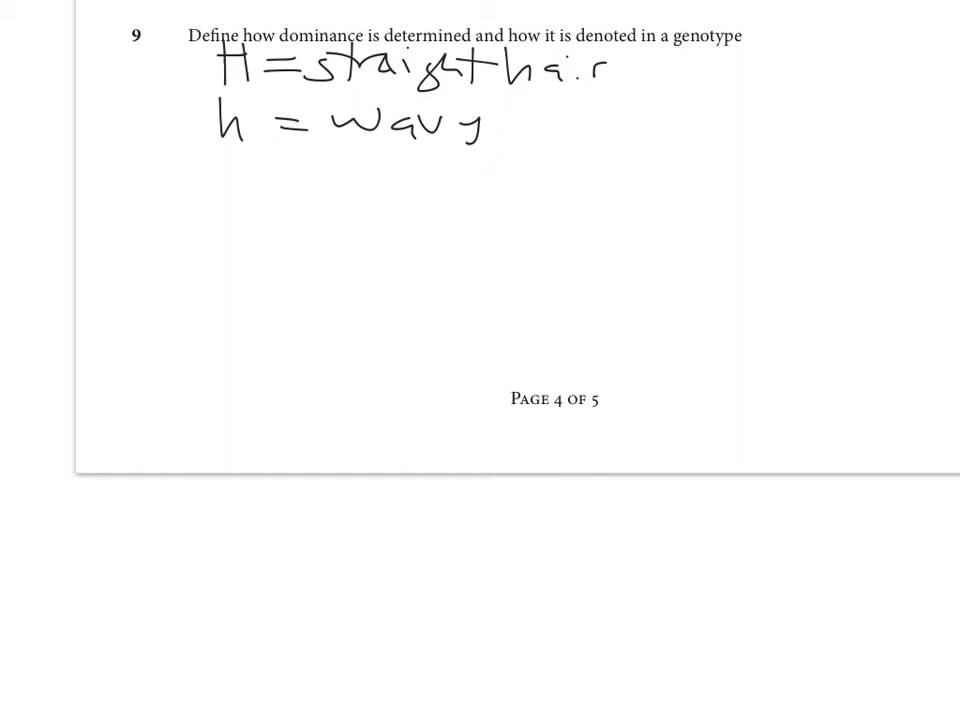 9 Define how dominance is determined and how it is denoted in a genotype
H = straight hair
h = wavy
PAGE 4 OF 5